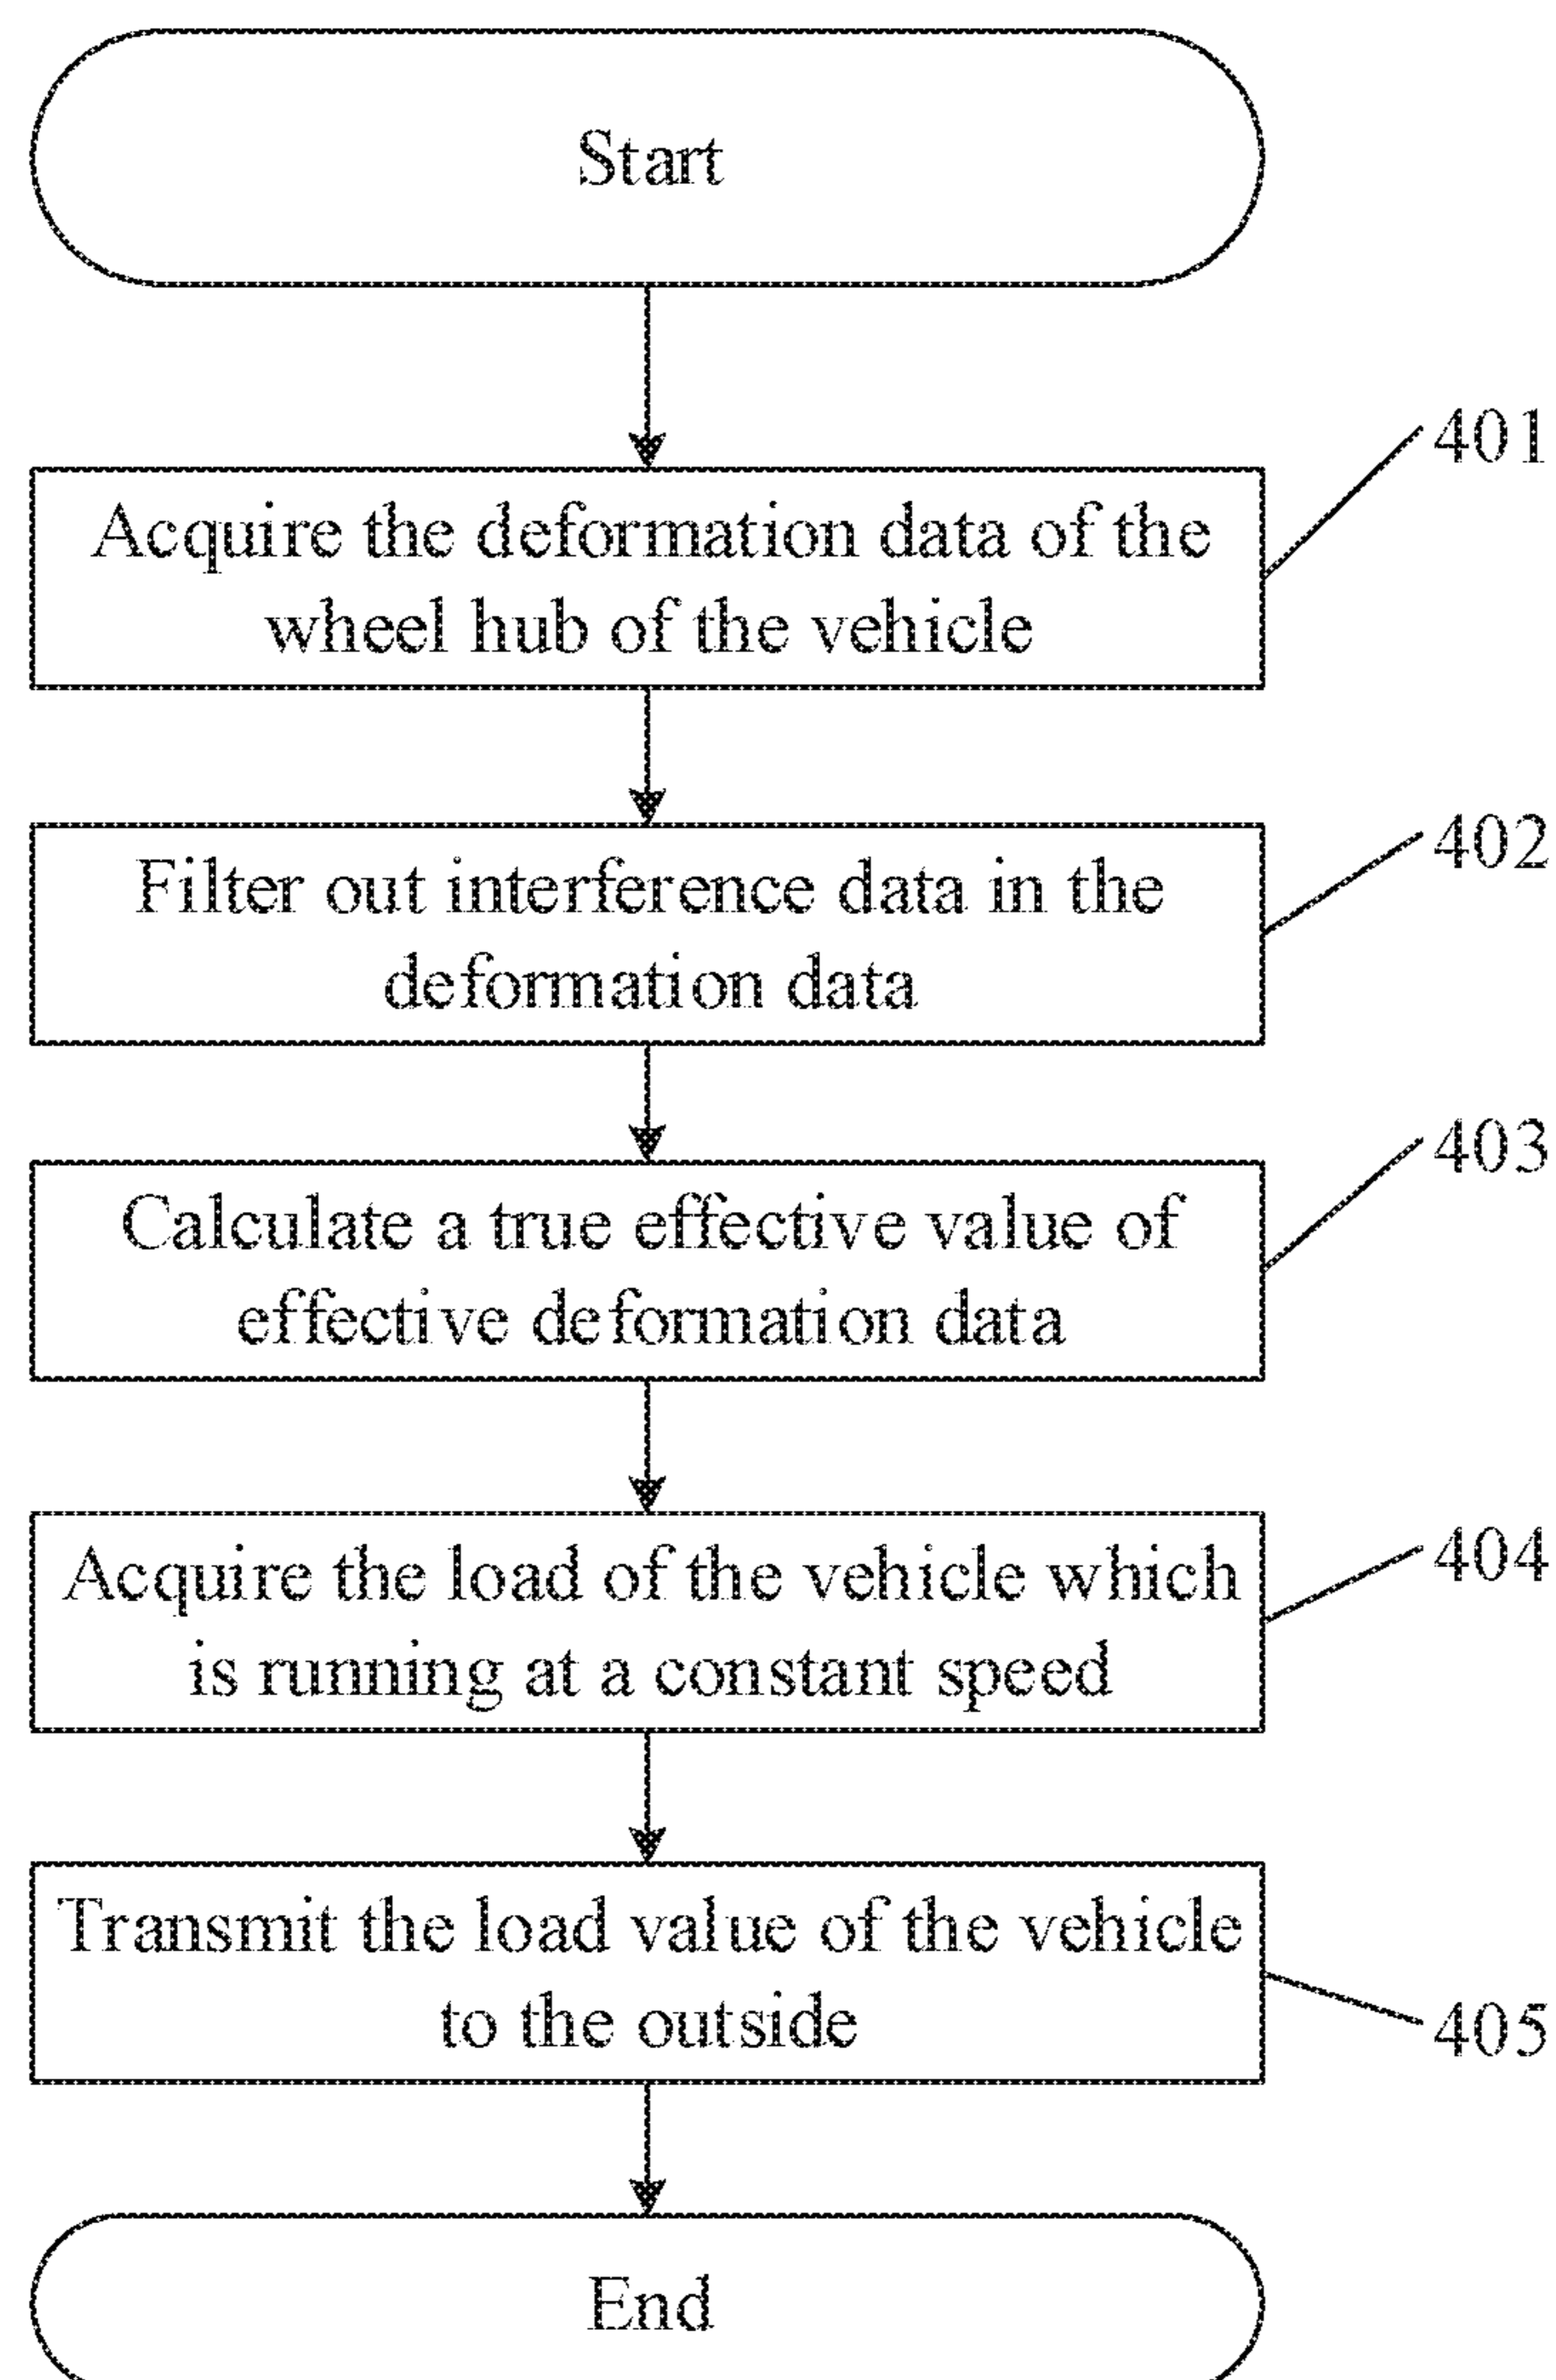 Start
401
Acquire the deformation data of the
wheel hub of the vehicle
402
Filter out interference data in the
deformation data
403
Calculate a true effective value of
effective deformation data
404
Acquire the load of the vehicle which
is running at a constant speed
Transmit the load value of the vehicle
to the outside
405
End